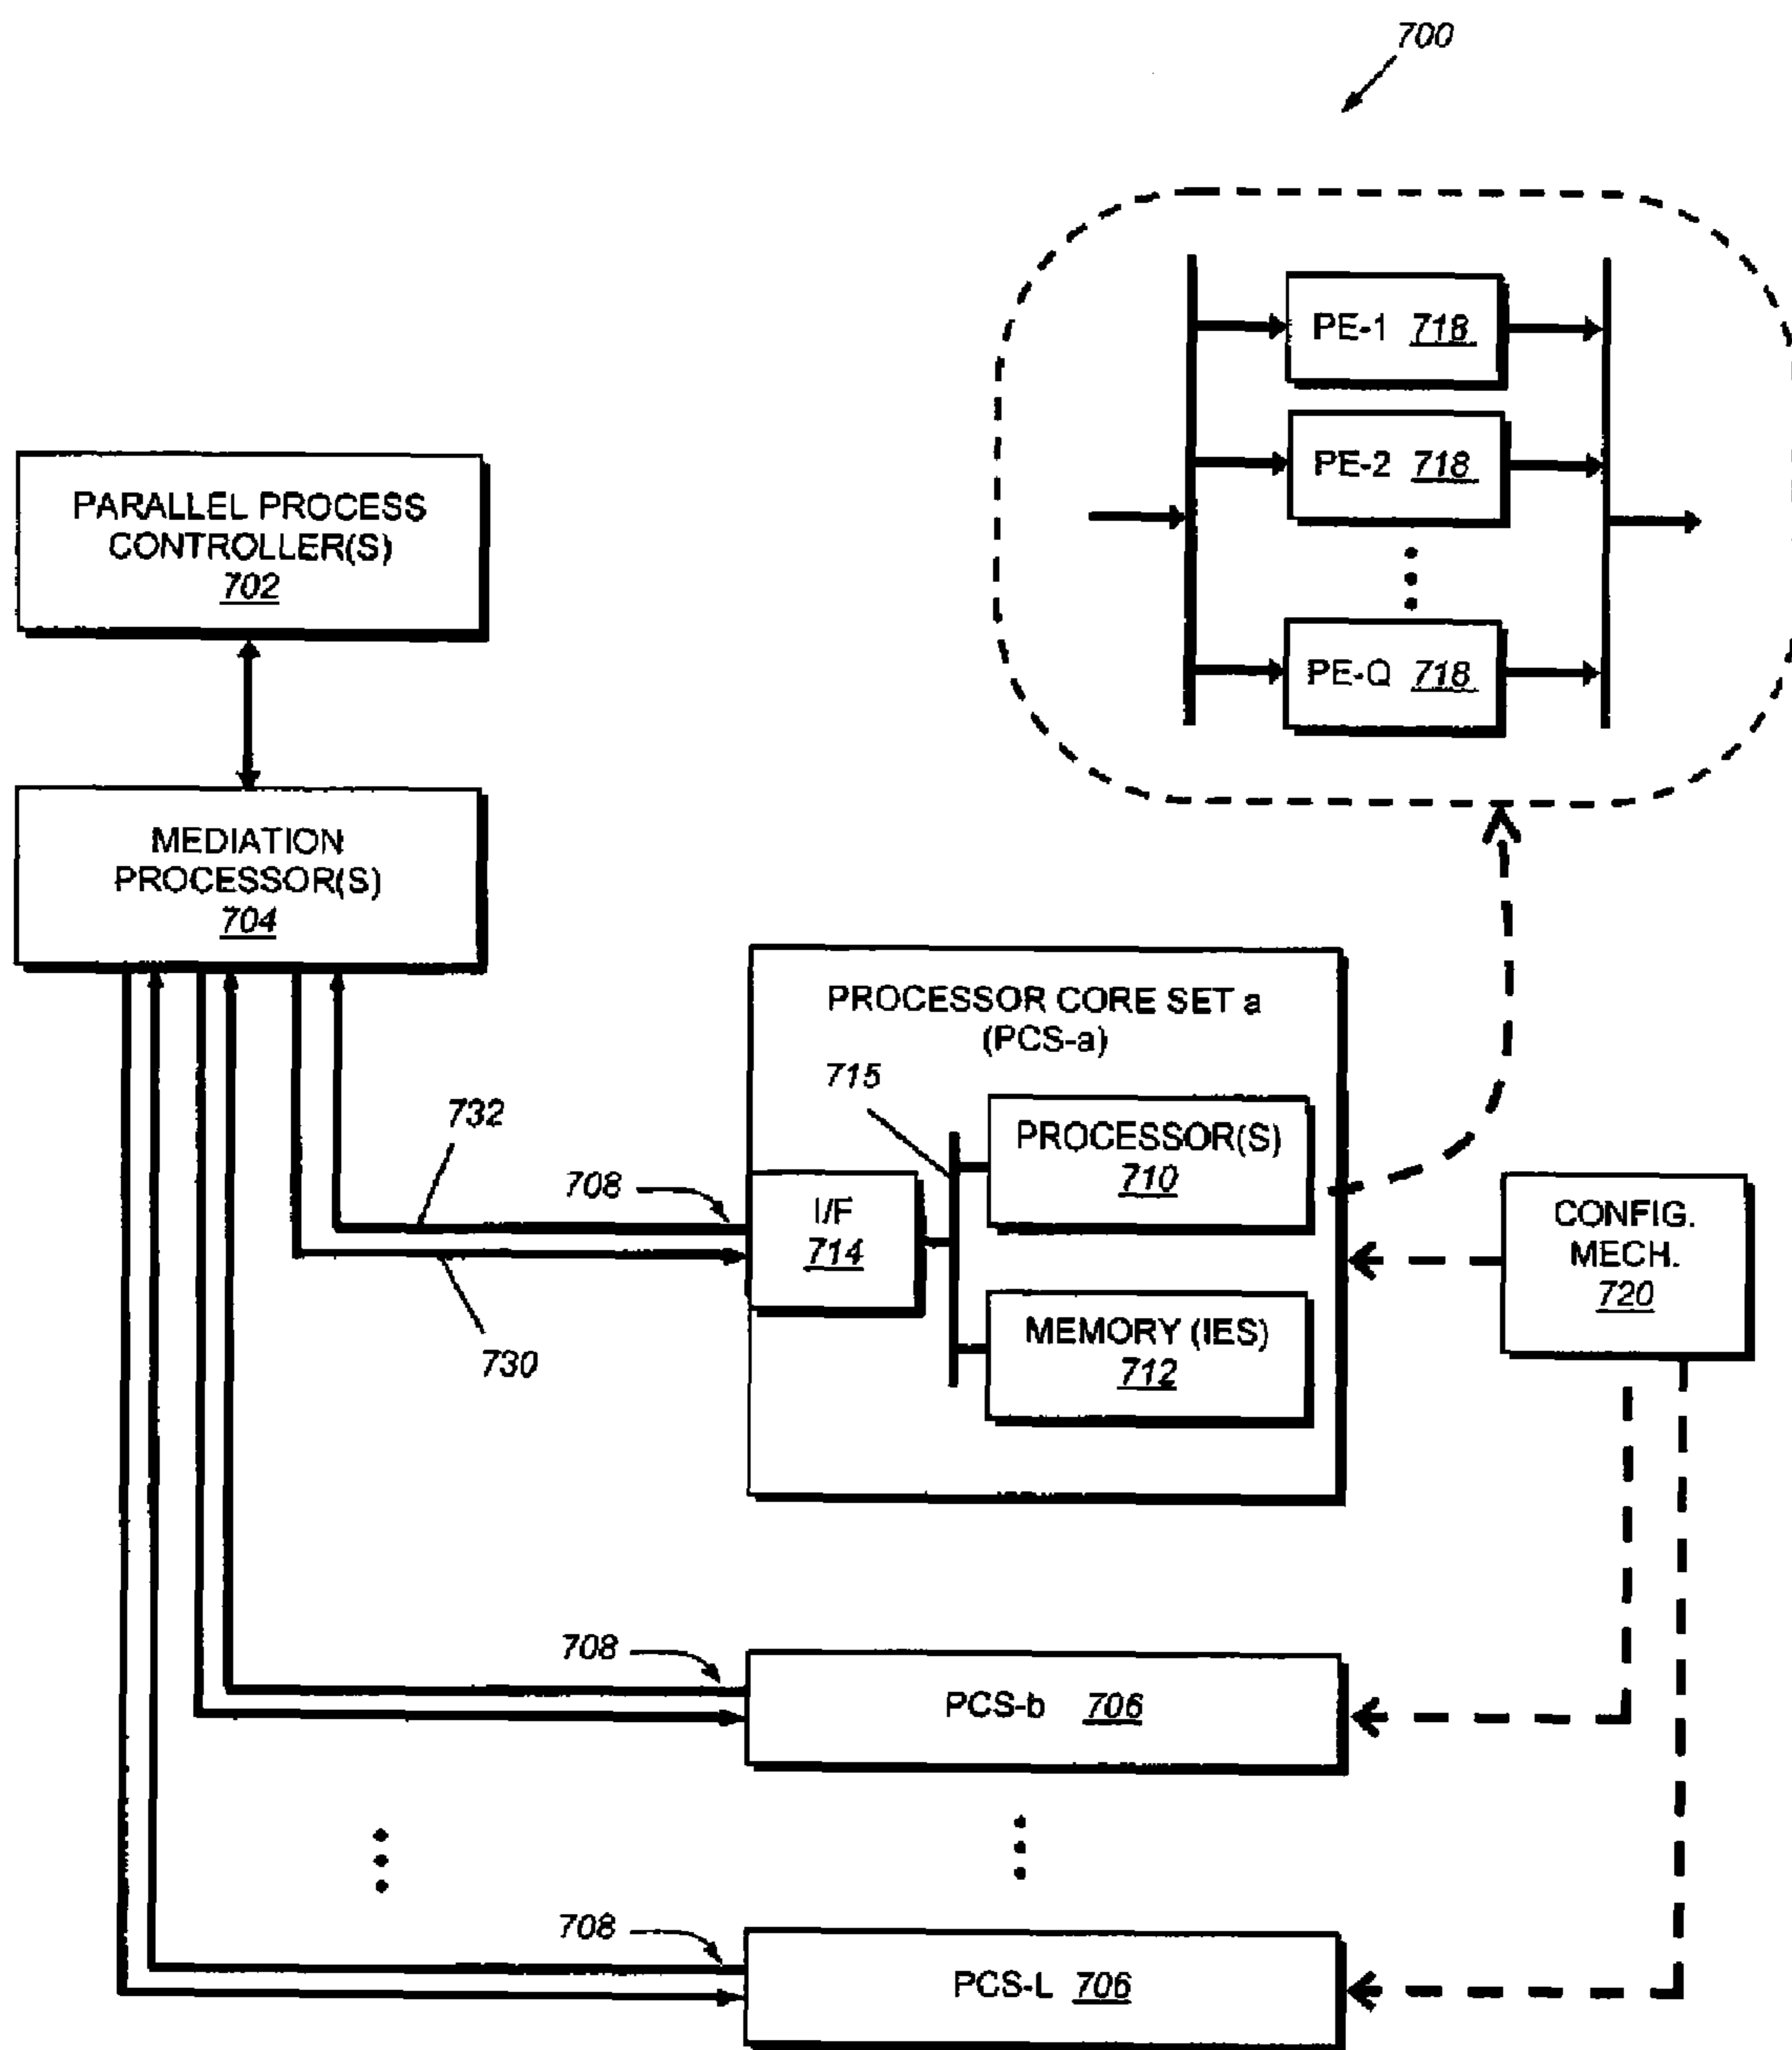 700
PE-1 718
PE-2 718
PE-Q 718
PARALLEL PROCESS
CONTROLLER(S)
702
MEDIATION
PROCESSOR(S)
704
PROCESSOR CORE SET a
(PCS-a)
715
PROCESSOR(S)
710
732
708
I/F
714
730
MEMORY (IES)
712
CONFIG.
MECH.
720
708
PCS-b 706
708
PCS-L 706